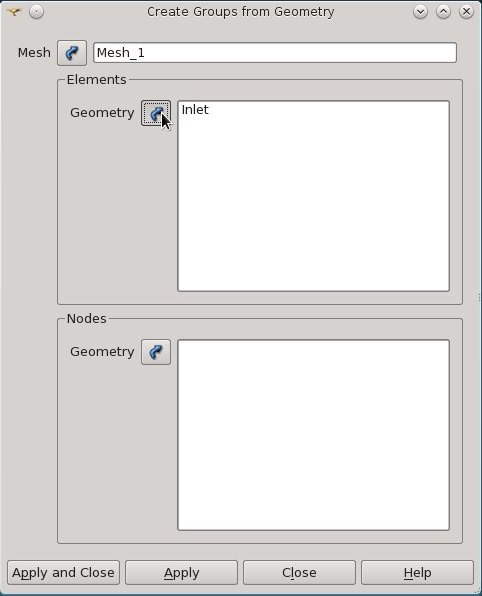 Create Groups from Geometry
Mesh Mesh_1
Elements
Geometry Inlet
Nodes
Geometry
Apply and Close Apply Close Help